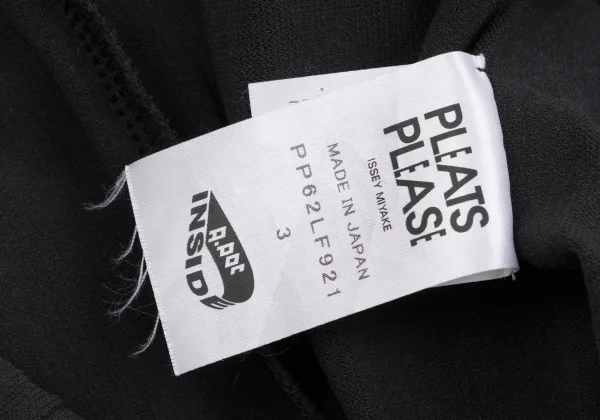 PLEATS
PLEASE
ISSEY MIYAKE
MADE IN JAPAN
PP62LF921
3
A-POC
INSIDE